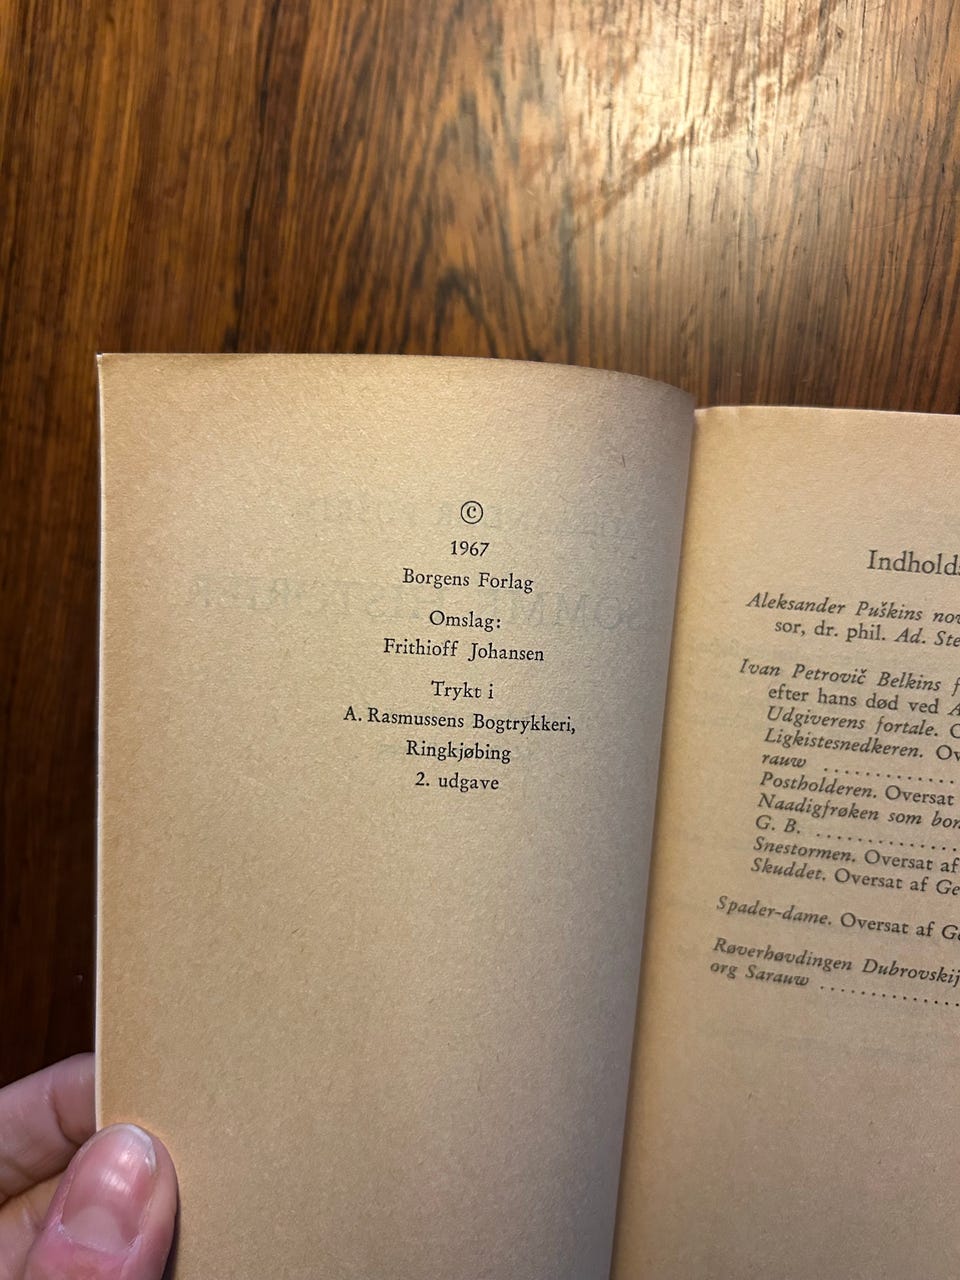 ©
1967
Borgens Forlag
Omslag:
Frithioff Johansen
Trykt i
A. Rasmussens Bogtrykkeri,
Ringkjøbing
2. udgave
Aleksander Puškins
sor, dr. phil. Ad.
Ivan Petrovič Belkins
efter hans død ved
Udgiverens fortale.
Ligkistesnedkeren.
rauw ..............
Postholderen. Oversat
Naadigfrøken som
G. B. ..............
Snestormen. Oversat af
Skuddet. Oversat af
Spader-dame. Oversat af
Røverhøvdingen Dubrovskij
org Sarauw ..............